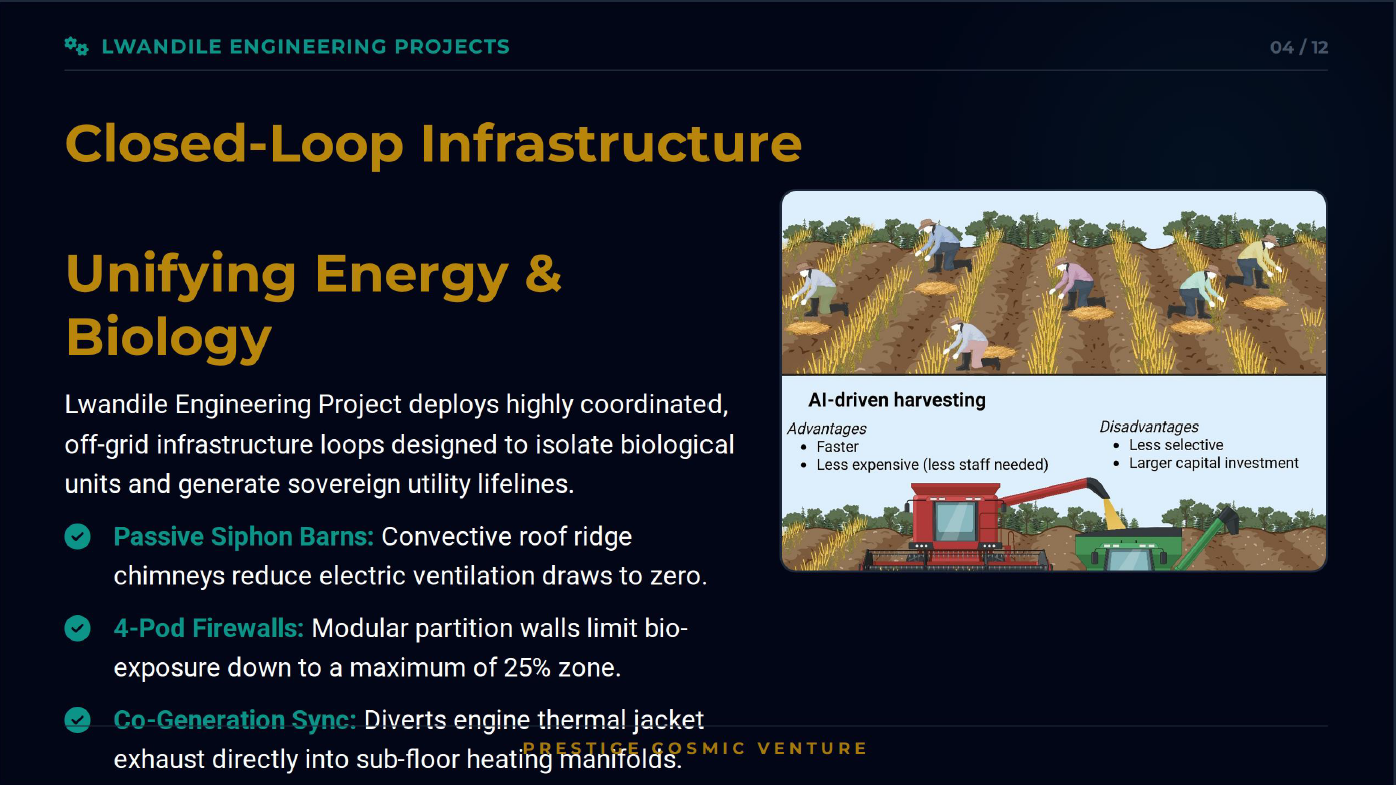 LWANDILE ENGINEERING PROJECTS
04 / 12
Closed-Loop Infrastructure
Unifying Energy &
Biology
Lwandile Engineering Project deploys highly coordinated,
off-grid infrastructure loops designed to isolate biological
units and generate sovereign utility lifelines.
Passive Siphon Barns: Convective roof ridge
chimneys reduce electric ventilation draws to zero.
4-Pod Firewalls: Modular partition walls limit bio-
exposure down to a maximum of 25% zone.
Co-Generation Sync: Diverts engine thermal jacket
exhaust directly into sub-floor heating manifolds.
AI-driven harvesting
Advantages
• Faster
• Less expensive (less staff needed)
Disadvantages
• Less selective
• Larger capital investment
PRESTIGE COSMIC VENTURE